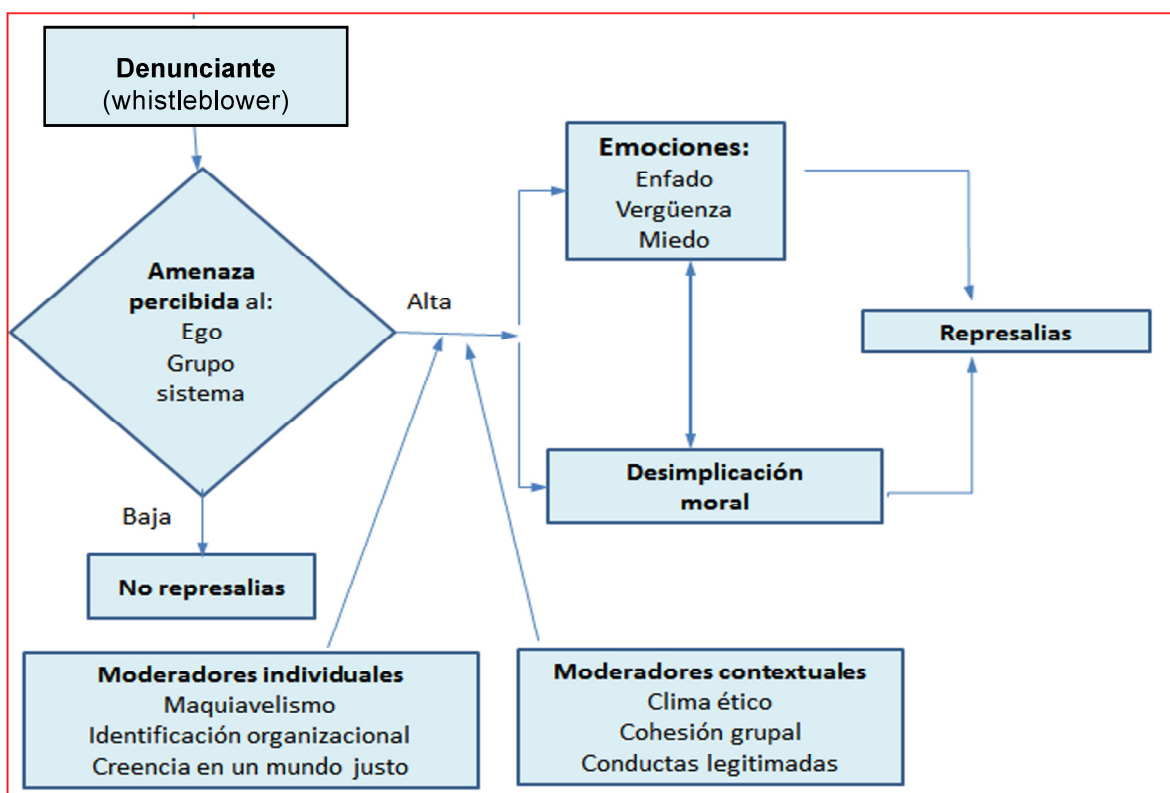 Denunciante
(whistleblower)
Amenaza
percibida al:
Ego
Grupo
sistema
Alta
Baja
No represalias
Emociones:
Enfado
Vergüenza
Miedo
Desimplicación
moral
Represalias
Moderadores individuales
Maquiavelismo
Identificación organizacional
Creencia en un mundo justo
Moderadores contextuales
Clima ético
Cohesión grupal
Conductas legitimadas